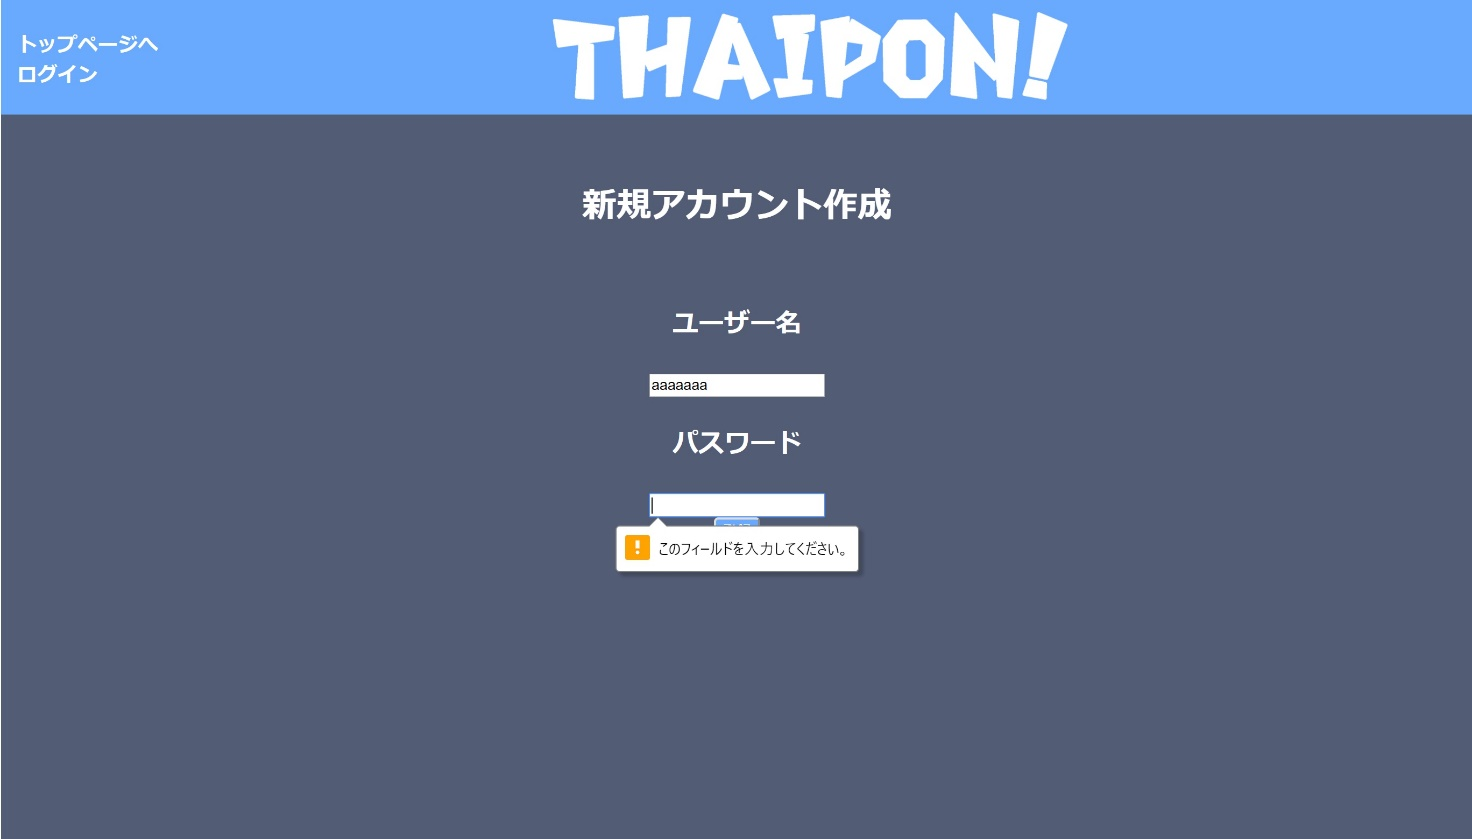 トップページへ
ログイン
THAIPON!
新規アカウント作成
ユーザー名
aaaaaaa
パスワード
このフィールドを入力してください。